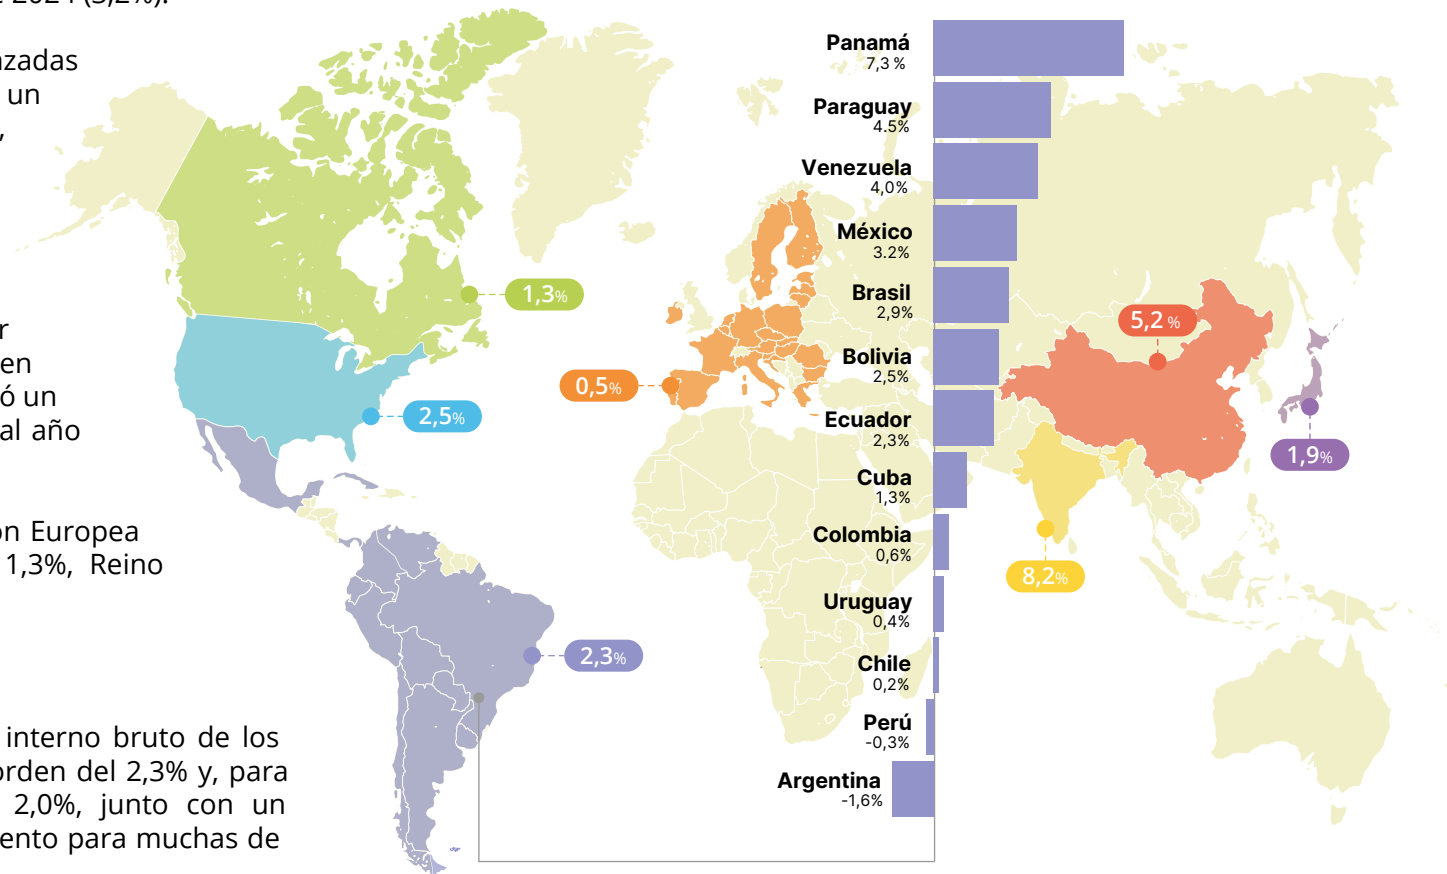 2024 (3,2%).
zadas
un
,
r
en
ó un
al año
ón Europea
1,3%, Reino
interno bruto de los
orden del 2,3% y, para
2,0%, junto con un
ento para muchas de
1,3%
2,5%
2,3%
0,5%
5,2 %
1,9%
8,2%
Panamá
7,3 %
Paraguay
4.5%
Venezuela
4,0%
México
3.2%
Brasil
2,9%
Bolivia
2,5%
Ecuador
2,3%
Cuba
1,3%
Colombia
0,6%
Uruguay
0,4%
Chile
0,2%
Perú
-0,3%
Argentina
-1,6%